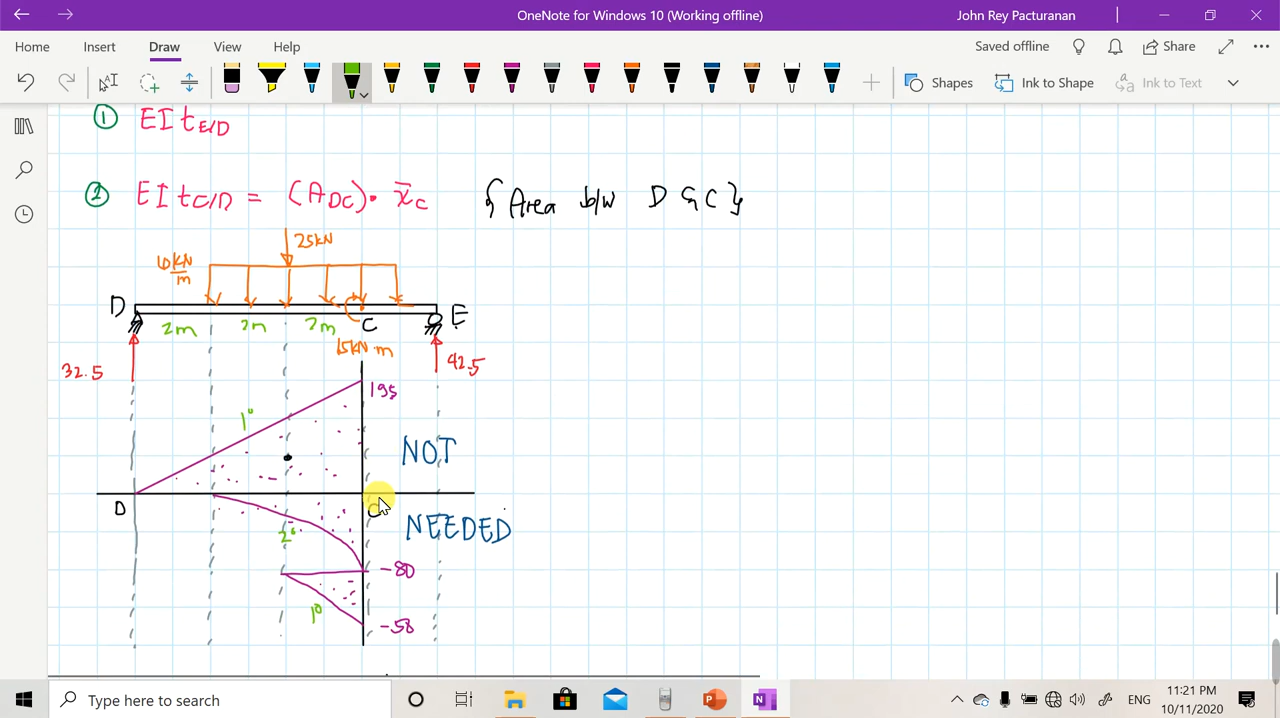 OneNote for Windows 10 (Working offline)
John Rey Pacturanan
Home Insert Draw View Help
Saved offline
Share
Shapes
Ink to Shape
Ink to Text
① EI t E/D
② EI t C/D = (A DC) · x̄ C { Area b/w D & C }
25kN
10kN/m
D
E
2m 2m 2m
C
15kN·m
32.5
42.5
195
1°
NOT
D
C
NEEDED
2°
-80
1°
-58
Type here to search
ENG
11:21 PM
10/11/2020